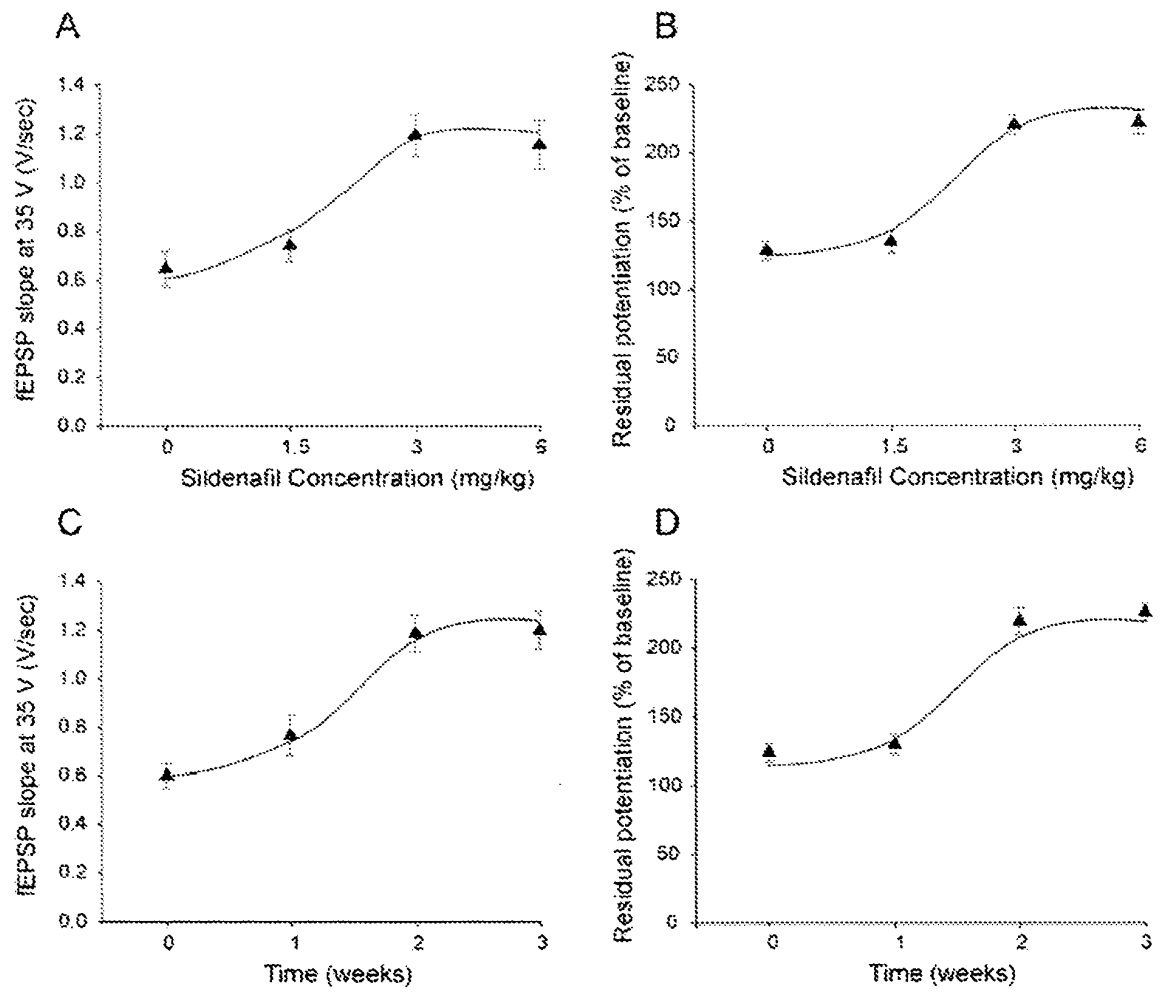 A
fEPSP slope at 35 V (V/sec)
1.4
1.2
1.0
0.8
0.6
0.4
0.2
0.0
0 1.5 3 6
Sildenafil Concentration (mg/kg)
B
Residual potentiation (% of baseline)
250
200
150
100
50
0
0 1.5 3 6
Sildenafil Concentration (mg/kg)
C
fEPSP slope at 35 V (V/sec)
1.4
1.2
1.0
0.8
0.6
0.4
0.2
0.0
0 1 2 3
Time (weeks)
D
Residual potentiation (% of baseline)
250
200
150
100
50
0
0 1 2 3
Time (weeks)